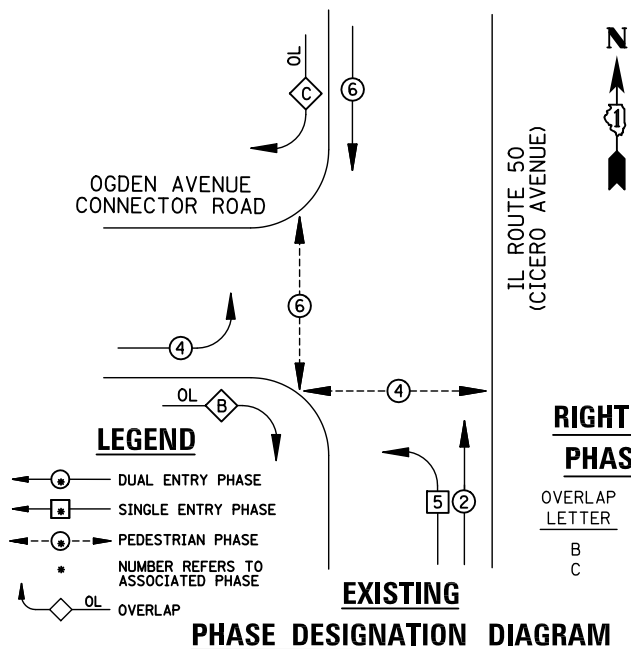 OL
C
6
N
1
OGDEN AVENUE
CONNECTOR ROAD
IL ROUTE 50
(CICERO AVENUE)
6
4
4
OL
B
LEGEND
* DUAL ENTRY PHASE
* SINGLE ENTRY PHASE
* PEDESTRIAN PHASE
* NUMBER REFERS TO
ASSOCIATED PHASE
OL OVERLAP
5
2
RIGHT
PHAS
OVERLAP
LETTER
B
C
EXISTING
PHASE DESIGNATION DIAGRAM